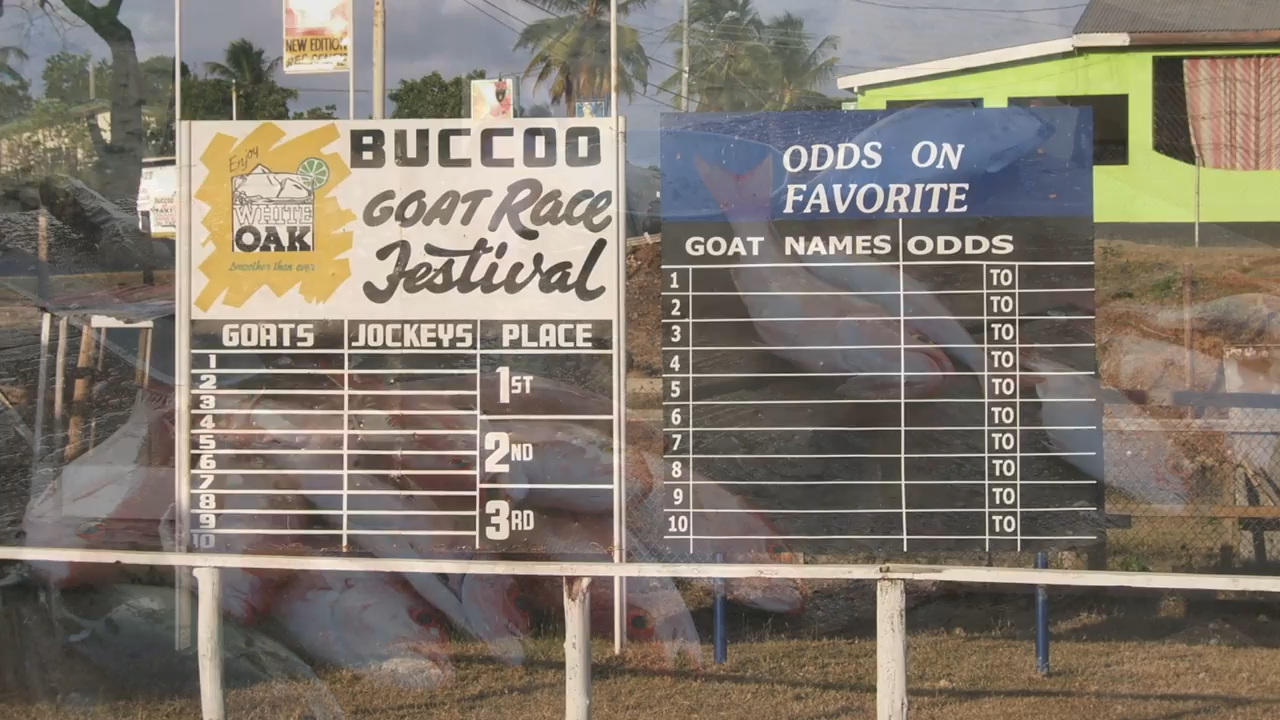 NEW EDITION
Enjoy
WHITE
OAK
Smoother than ever
BUCCOO
GOAT Race
Festival
GOATS JOCKEYS PLACE
1
2
3
4
5
6
7
8
9
10
1ST
2ND
3RD
ODDS ON
FAVORITE
GOAT NAMES ODDS
1 TO
2 TO
3 TO
4 TO
5 TO
6 TO
7 TO
8 TO
9 TO
10 TO